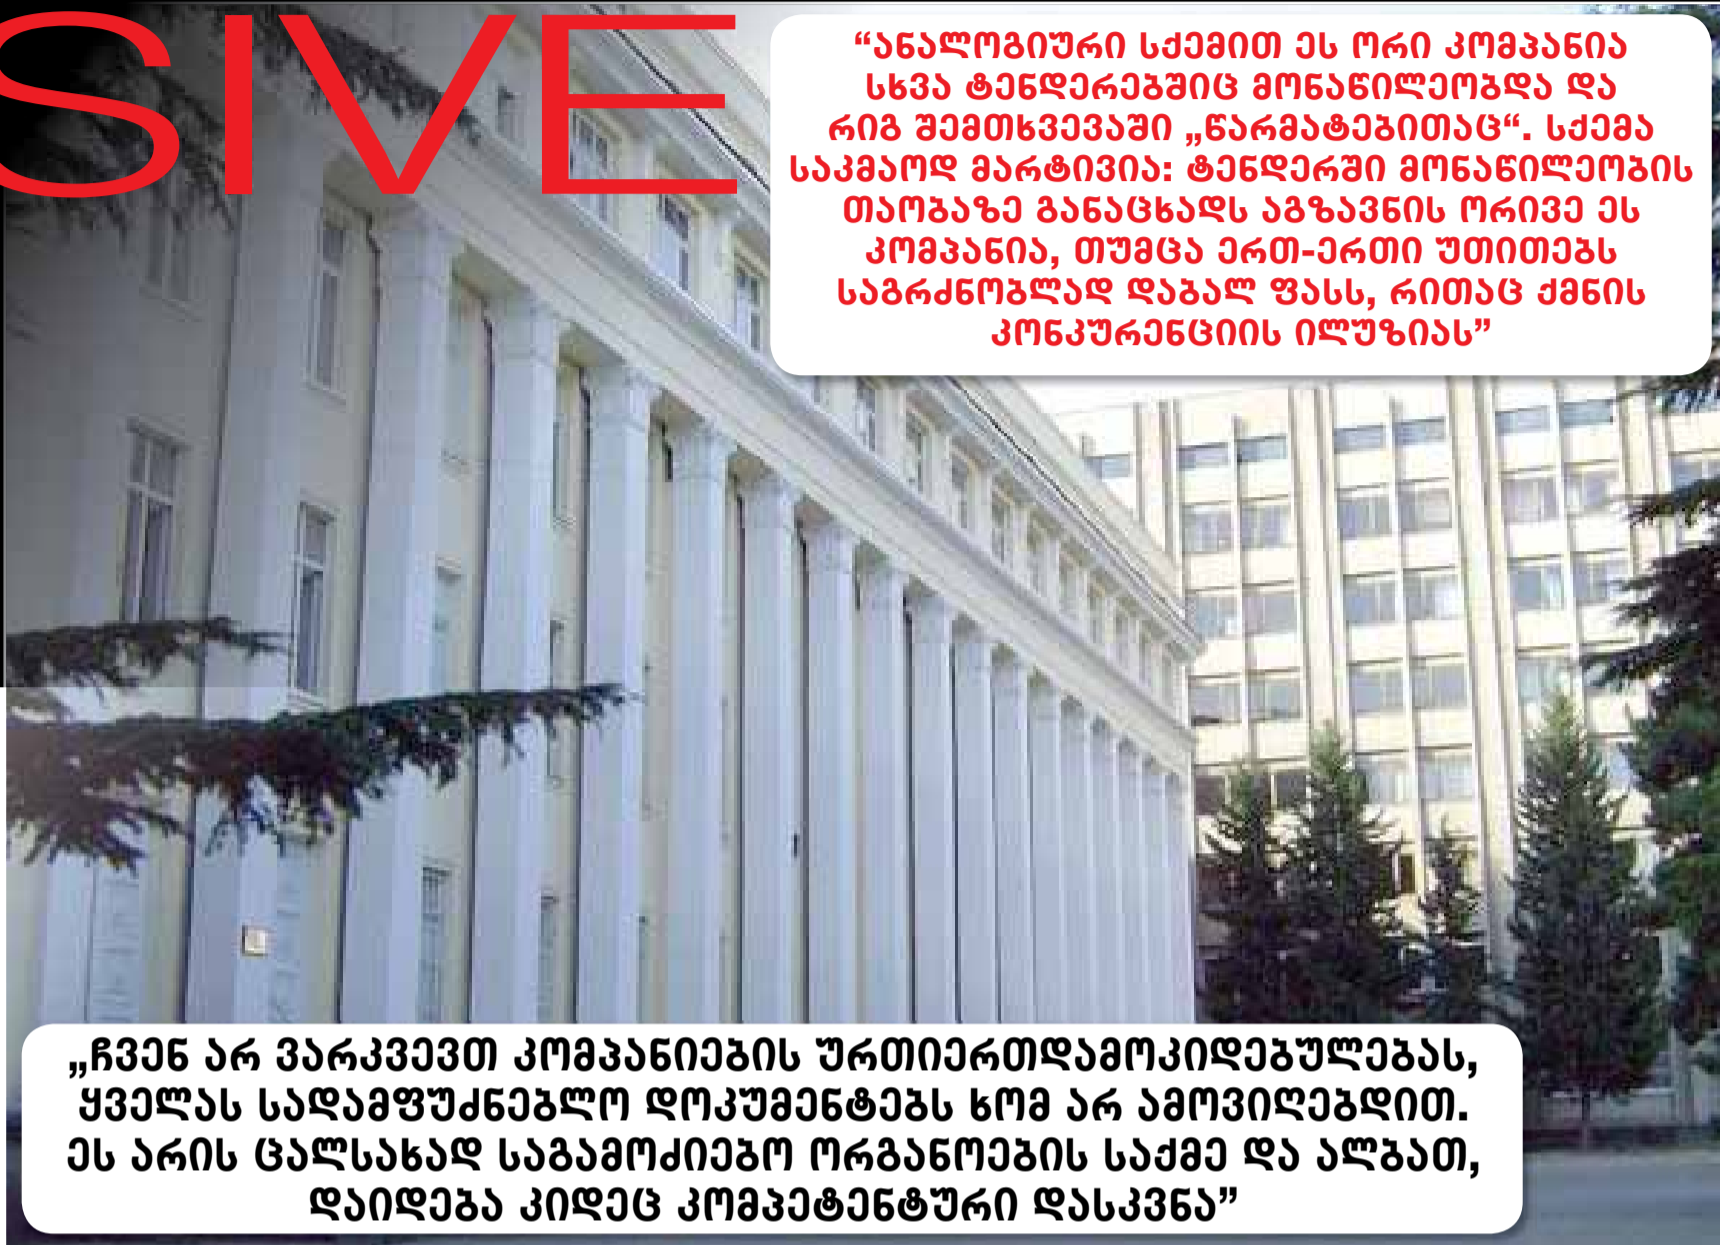 SIVE
“ანალოგიური სქემით ეს ორი კომპანია
სხვა ტენდერებშიც მონაწილეობდა და
რიგ შემთხვევაში „წარმატებითაც“. სქემა
საკმაოდ მარტივია: ტენდერში მონაწილეობის
თაობაზე განაცხადს აგზავნის ორივე ეს
კომპანია, თუმცა ერთ-ერთი უთითებს
საგრძნობლად დაბალ ფასს, რითაც ქმნის
კონკურენციის ილუზიას”
„ჩვენ არ ვარკვევთ კომპანიების ურთიერთდამოკიდებულებას,
ყველას სადამფუძნებლო დოკუმენტებს ხომ არ ამოვიღებდით.
ეს არის ცალსახად საგამოძიებო ორგანოების საქმე და ალბათ,
დაიდება კიდეც კომპეტენტური დასკვნა”